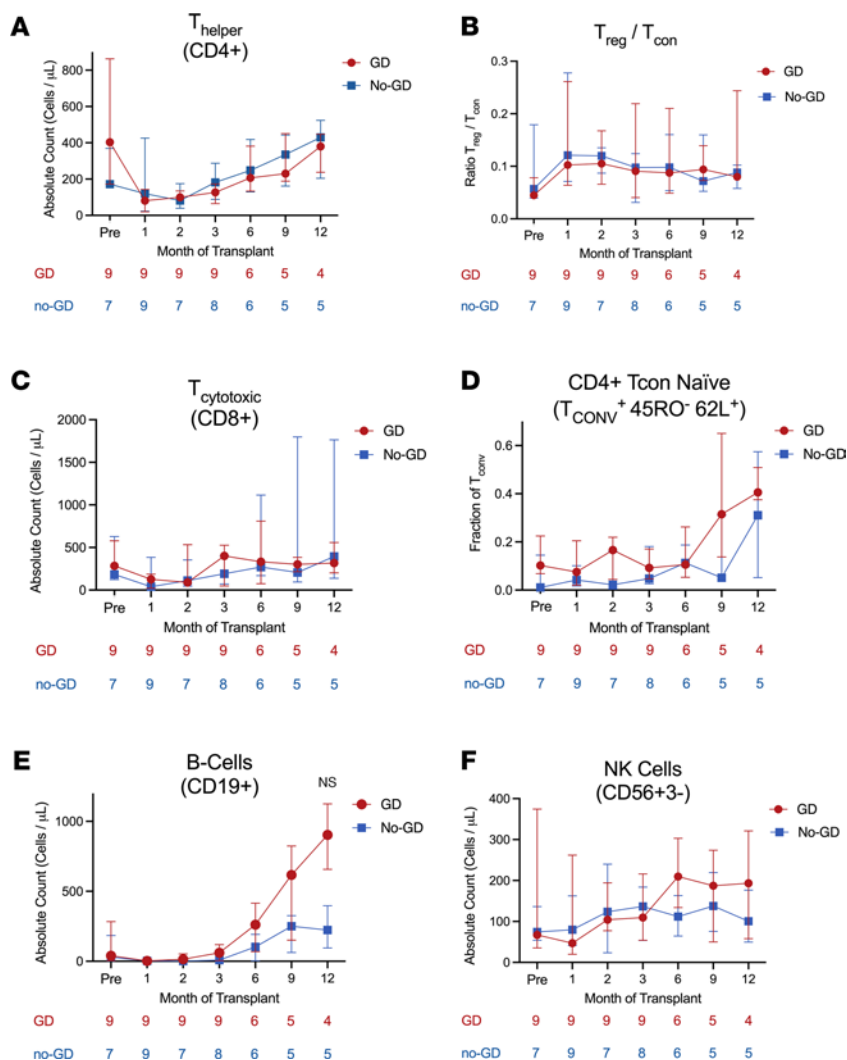 A
T_helper
(CD4+)
Absolute Count (Cells / μL)
800
600
400
200
0
Pre 1 2 3 6 9 12
Month of Transplant
GD
No-GD
GD 9 9 9 9 6 5 4
no-GD 7 9 7 8 6 5 5
B
T_reg / T_con
Ratio T_reg / T_con
0.3
0.2
0.1
0.0
Pre 1 2 3 6 9 12
Month of Transplant
GD
No-GD
GD 9 9 9 9 6 5 4
no-GD 7 9 7 8 6 5 5
C
T_cytotoxic
(CD8+)
Absolute Count (Cells / μL)
2000
1500
1000
500
0
Pre 1 2 3 6 9 12
Month of Transplant
GD
No-GD
GD 9 9 9 9 6 5 4
no-GD 7 9 7 8 6 5 5
D
CD4+ Tcon Naïve
(T_CONV⁺ 45RO⁻ 62L⁺)
Fraction of T_conv
0.6
0.4
0.2
0.0
Pre 1 2 3 6 9 12
Month of Transplant
GD
No-GD
GD 9 9 9 9 6 5 4
no-GD 7 9 7 8 6 5 5
E
B-Cells
(CD19+)
NS
Absolute Count (Cells / μL)
1000
500
0
Pre 1 2 3 6 9 12
Month of Transplant
GD
No-GD
GD 9 9 9 9 6 5 4
no-GD 7 9 7 8 6 5 5
F
NK Cells
(CD56+3-)
Absolute Count (Cells / μL)
400
300
200
100
0
Pre 1 2 3 6 9 12
Month of Transplant
GD
No-GD
GD 9 9 9 9 6 5 4
no-GD 7 9 7 8 6 5 5